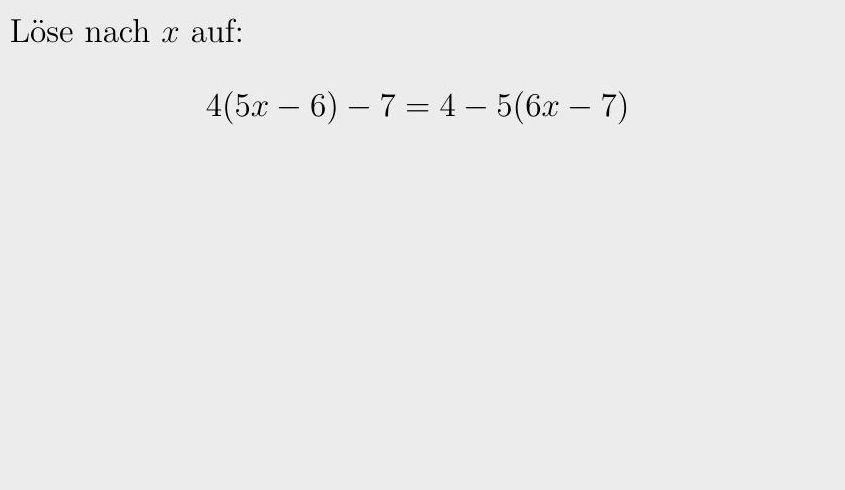 Löse nach x auf:
4(5x − 6) − 7 = 4 − 5(6x − 7)